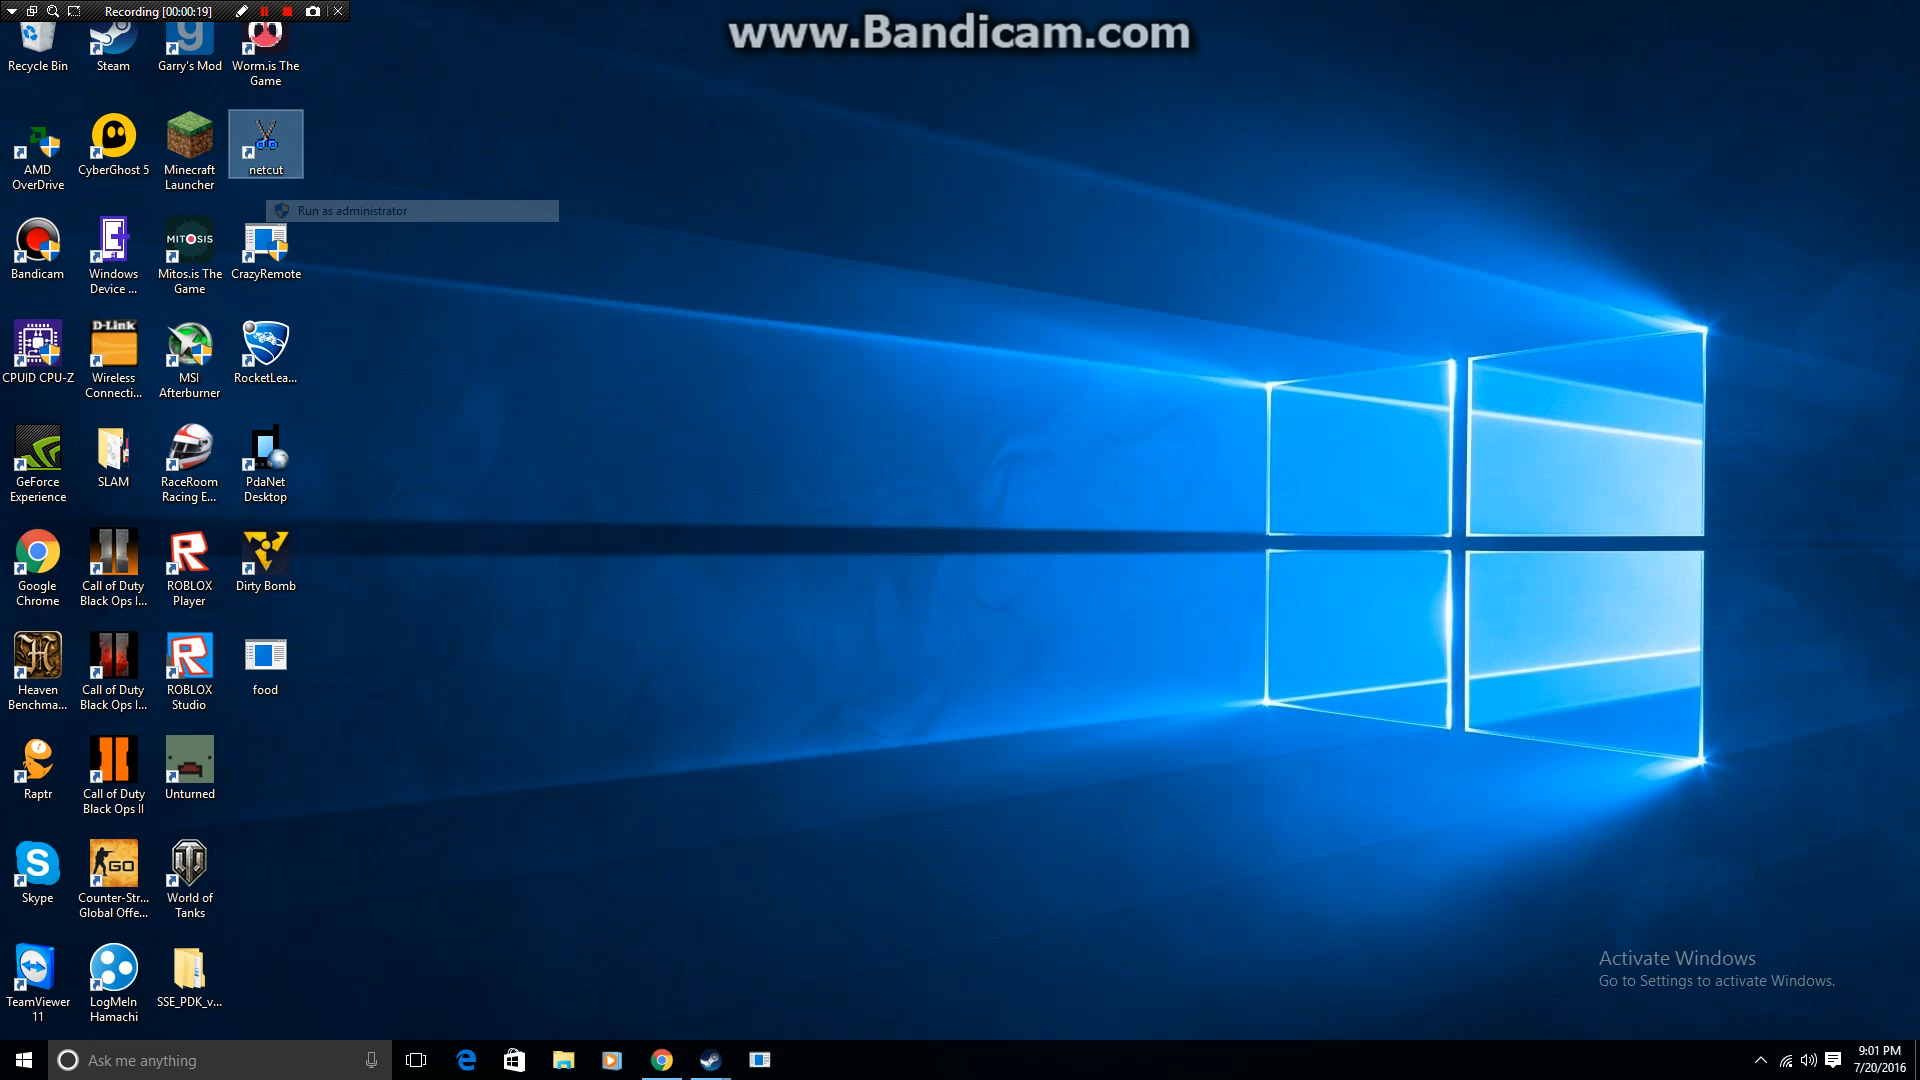 Recording [00:00:19]
www.Bandicam.com
Recycle Bin
Steam
Garry's Mod
Worm.is The
Game
AMD
OverDrive
CyberGhost 5
Minecraft
Launcher
netcut
Run as administrator
Bandicam
Windows
Device ...
MITOSIS
Mitos.is The
Game
CrazyRemote
CPUID CPU-Z
D-Link
Wireless
Connecti...
MSI
Afterburner
RocketLea...
GeForce
Experience
SLAM
RaceRoom
Racing E...
PdaNet
Desktop
Google
Chrome
Call of Duty
Black Ops I...
ROBLOX
Player
Dirty Bomb
Heaven
Benchma...
Call of Duty
Black Ops I...
ROBLOX
Studio
food
Raptr
Call of Duty
Black Ops II
Unturned
Skype
GO
Counter-Str...
Global Offe...
World of
Tanks
TeamViewer
11
LogMeIn
Hamachi
SSE_PDK_v...
Activate Windows
Go to Settings to activate Windows.
Ask me anything
9:01 PM
7/20/2016